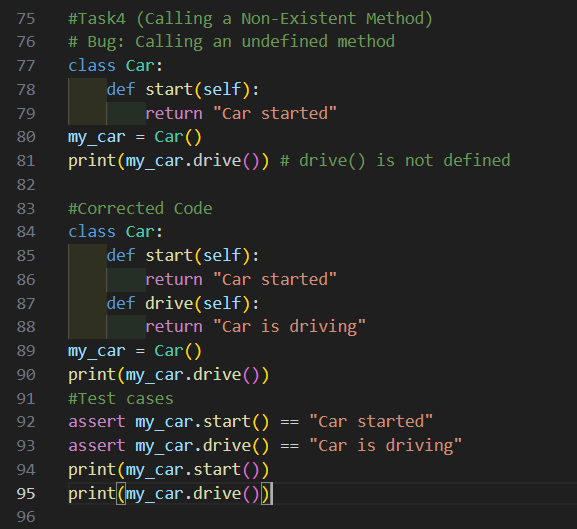 75 #Task4 (Calling a Non-Existent Method)
76 # Bug: Calling an undefined method
77 class Car:
78     def start(self):
79         return "Car started"
80 my_car = Car()
81 print(my_car.drive()) # drive() is not defined
82
83 #Corrected Code
84 class Car:
85     def start(self):
86         return "Car started"
87     def drive(self):
88         return "Car is driving"
89 my_car = Car()
90 print(my_car.drive())
91 #Test cases
92 assert my_car.start() == "Car started"
93 assert my_car.drive() == "Car is driving"
94 print(my_car.start())
95 print(my_car.drive())
96